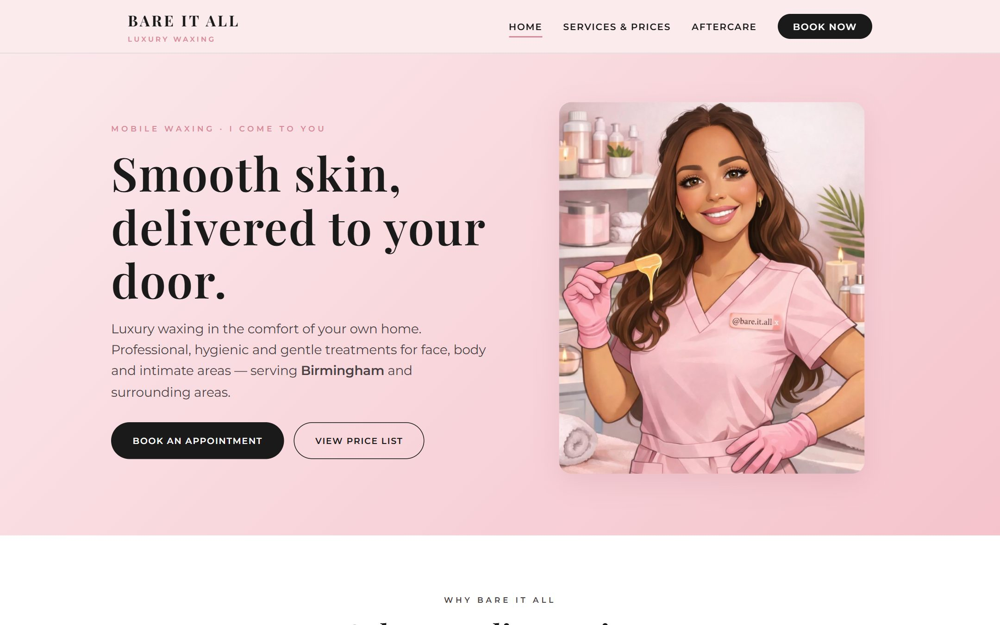 BARE IT ALL
LUXURY WAXING
HOME
SERVICES & PRICES
AFTERCARE
BOOK NOW
MOBILE WAXING · I COME TO YOU
Smooth skin,
delivered to your
door.
Luxury waxing in the comfort of your own home.
Professional, hygienic and gentle treatments for face, body
and intimate areas — serving Birmingham and
surrounding areas.
BOOK AN APPOINTMENT
VIEW PRICE LIST
@bare.it.all x
WHY BARE IT ALL